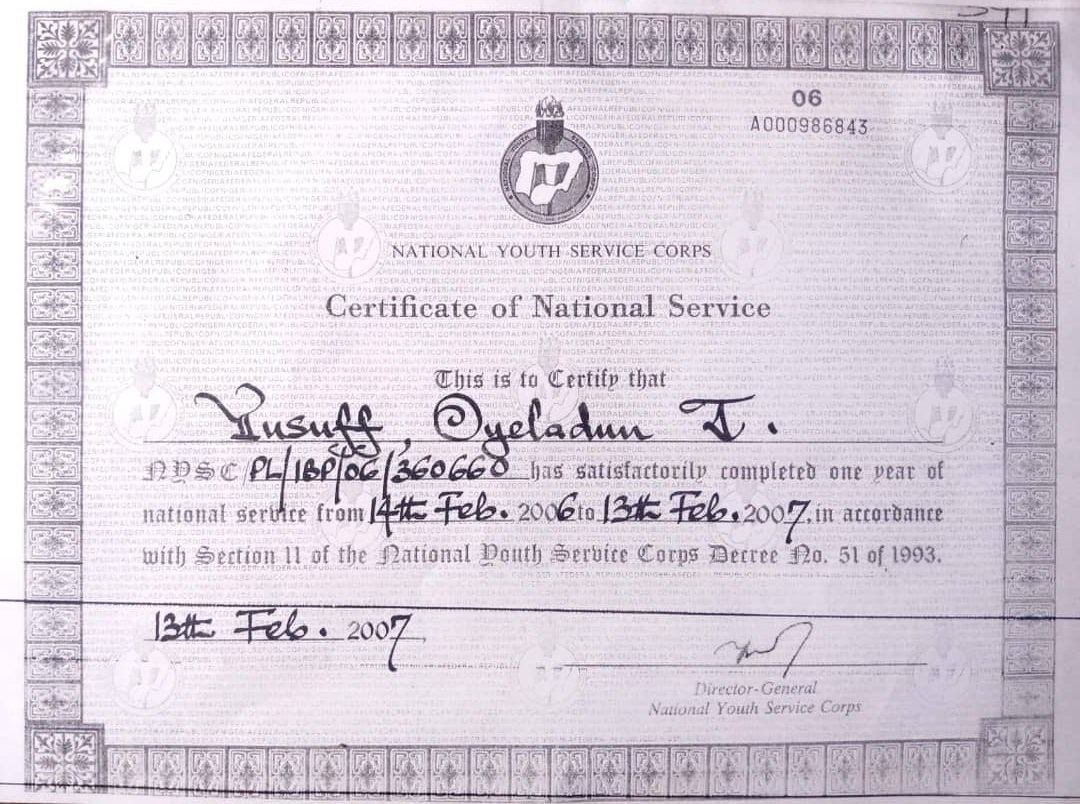 06
A000986843
NATIONAL YOUTH SERVICE CORPS
Certificate of National Service
This is to Certify that
Yusuff, Oyeladun T.
NYSC/PL/IBP/06/360660 has satisfactorily completed one year of
national service from 14th Feb. 2006 to 13th Feb. 2007, in accordance
with Section 11 of the National Youth Service Corps Decree No. 51 of 1993.
13th Feb. 2007
Director-General
National Youth Service Corps